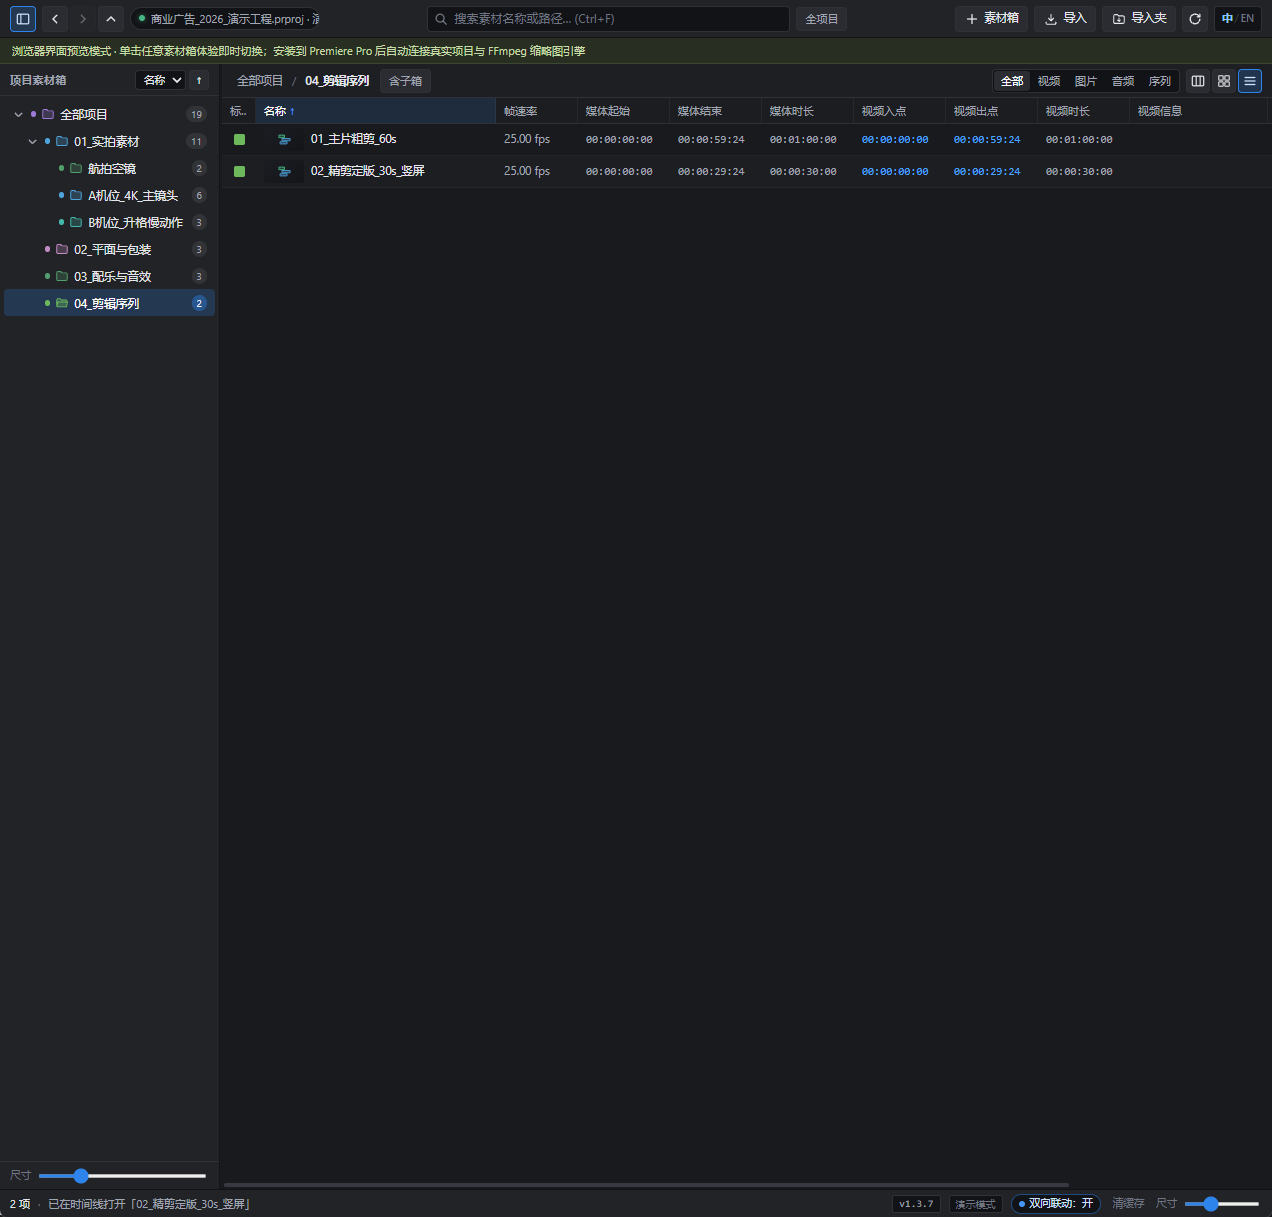 商业广告_2026_演示工程.prproj · 演
搜索素材名称或路径... (Ctrl+F)
全项目
素材箱
导入
导入夹
中 / EN
浏览器界面预览模式 · 单击任意素材箱体验即时切换；安装到 Premiere Pro 后自动连接真实项目与 FFmpeg 缩略图引擎
项目素材箱
名称
↑
全部项目 / 04_剪辑序列
含子箱
全部 视频 图片 音频 序列
全部项目 19
01_实拍素材 11
航拍空镜 2
A机位_4K_主镜头 6
B机位_升格慢动作 3
02_平面与包装 3
03_配乐与音效 3
04_剪辑序列 2
标.. 名称 ↑ 帧速率 媒体起始 媒体结束 媒体时长 视频入点 视频出点 视频时长 视频信息
01_主片粗剪_60s 25.00 fps 00:00:00:00 00:00:59:24 00:01:00:00 00:00:00:00 00:00:59:24 00:01:00:00
02_精剪定版_30s_竖屏 25.00 fps 00:00:00:00 00:00:29:24 00:00:30:00 00:00:00:00 00:00:29:24 00:00:30:00
尺寸
2 项 · 已在时间线打开「02_精剪定版_30s_竖屏」
v1.3.7
演示模式
双向联动：开
清缓存
尺寸